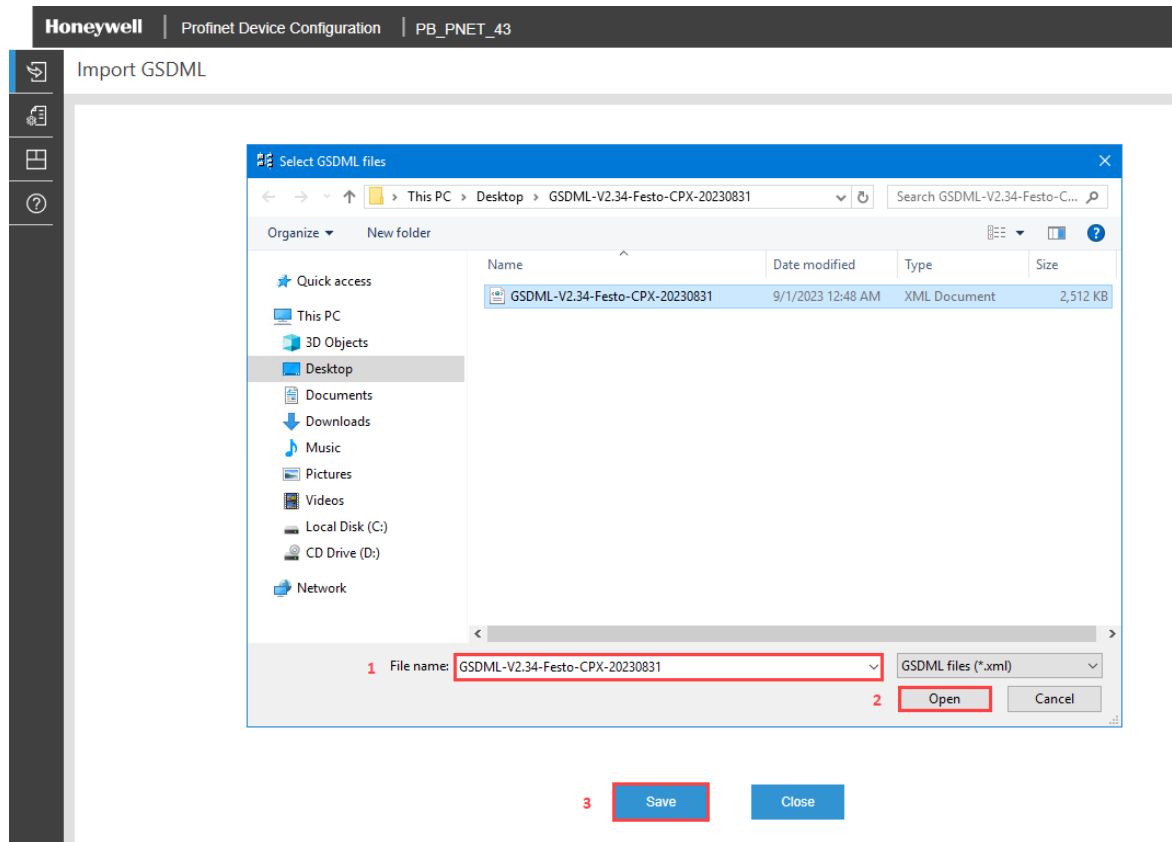 Honeywell Profinet Device Configuration PB_PNET_43
Import GSDML
Select GSDML files
This PC > Desktop > GSDML-V2.34-Festo-CPX-20230831
Search GSDML-V2.34-Festo-C...
Organize New folder
?
Name Date modified Type Size
GSDML-V2.34-Festo-CPX-20230831 9/1/2023 12:48 AM XML Document 2,512 KB
Quick access
This PC
3D Objects
Desktop
Documents
Downloads
Music
Pictures
Videos
Local Disk (C:)
CD Drive (D:)
Network
1 File name: GSDML-V2.34-Festo-CPX-20230831 GSDML files (*.xml)
2 Open Cancel
3 Save Close